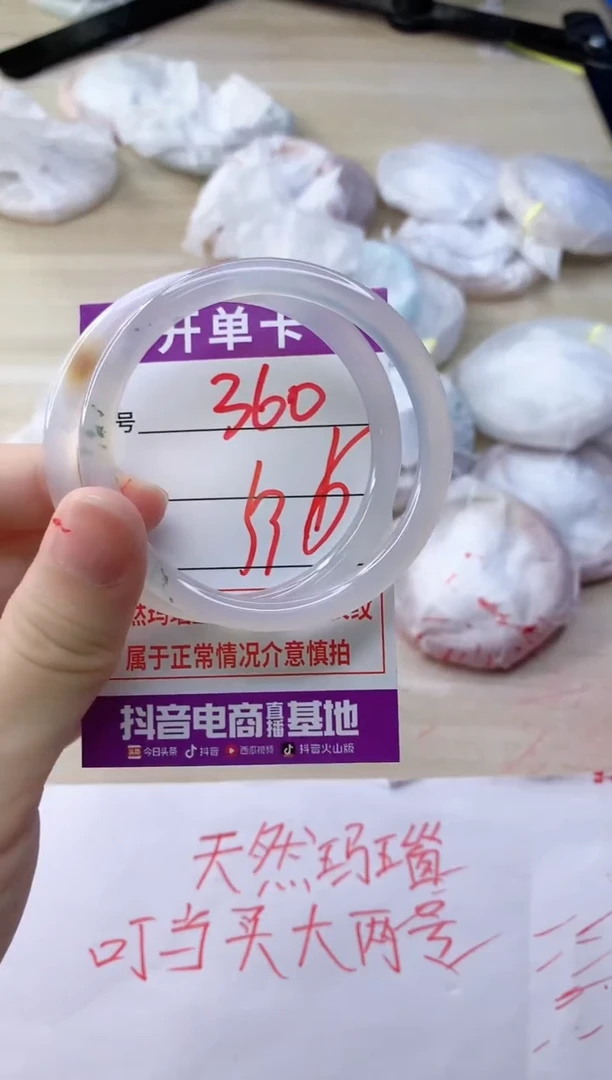 开单卡
号 360
属于正常情况介意慎拍
抖音电商直播基地
今日头条 抖音 西瓜视频 抖音火山版
天然玛瑙
叮当买大两号